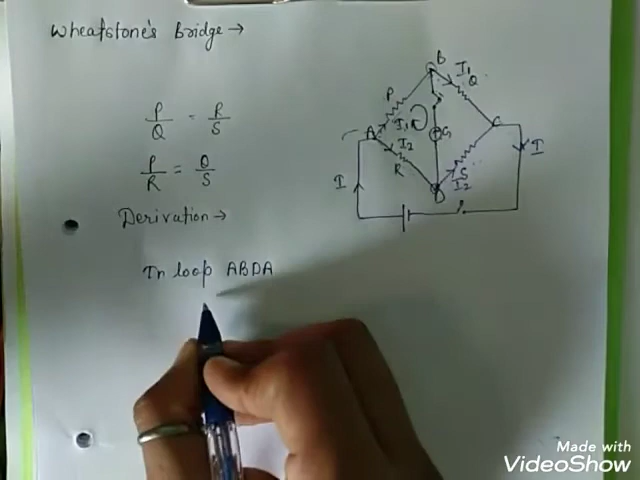 Wheatstone's Bridge →
P/Q = R/S
P/R = Q/S
Derivation →
In loop ABDA
B
I1
Q
P
A
I1
G
C
I2
R
S
I2
D
I
I
Made with
VideoShow